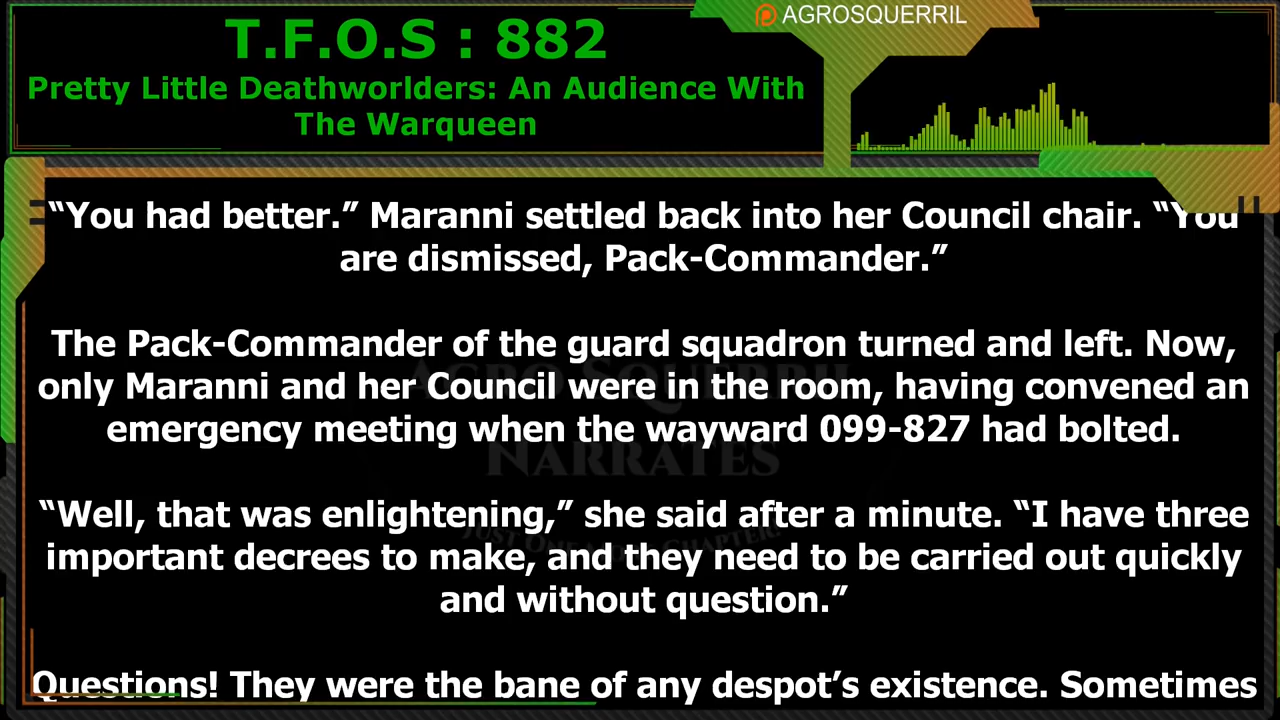 AGROSQUERRIL
T.F.O.S : 882
Pretty Little Deathworlders: An Audience With
The Warqueen
“You had better.” Maranni settled back into her Council chair. “You
are dismissed, Pack-Commander.”
The Pack-Commander of the guard squadron turned and left. Now,
only Maranni and her Council were in the room, having convened an
emergency meeting when the wayward 099-827 had bolted.
“Well, that was enlightening,” she said after a minute. “I have three
important decrees to make, and they need to be carried out quickly
and without question.”
Questions! They were the bane of any despot’s existence. Sometimes
Agro Squerril
Narrates